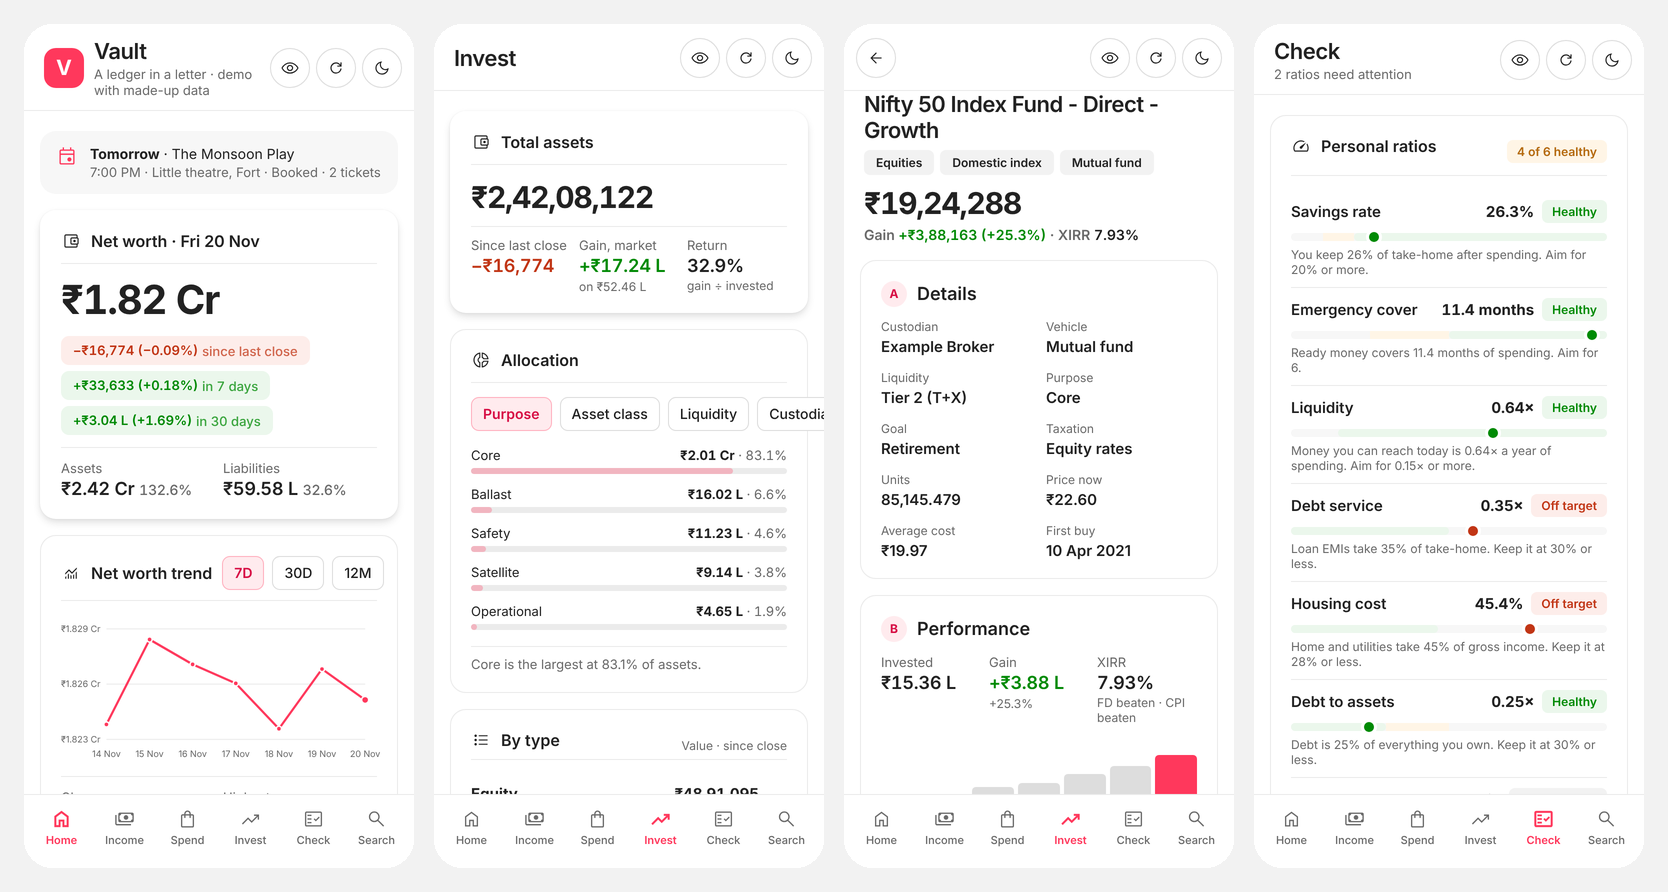 V
Vault
A ledger in a letter · demo
with made-up data
Tomorrow · The Monsoon Play
7:00 PM · Little theatre, Fort · Booked · 2 tickets
Net worth · Fri 20 Nov
₹1.82 Cr
−₹16,774 (−0.09%) since last close
+₹33,633 (+0.18%) in 7 days
+₹3.04 L (+1.69%) in 30 days
Assets Liabilities
₹2.42 Cr 132.6% ₹59.58 L 32.6%
Net worth trend 7D 30D 12M
₹1.829 Cr
₹1.826 Cr
₹1.823 Cr
14 Nov 15 Nov 16 Nov 17 Nov 18 Nov 19 Nov 20 Nov
Home Income Spend Invest Check Search
Invest
Total assets
₹2,42,08,122
Since last close Gain, market Return
−₹16,774 +₹17.24 L 32.9%
on ₹52.46 L gain ÷ invested
Allocation
Purpose Asset class Liquidity Custodia
Core ₹2.01 Cr · 83.1%
Ballast ₹16.02 L · 6.6%
Safety ₹11.23 L · 4.6%
Satellite ₹9.14 L · 3.8%
Operational ₹4.65 L · 1.9%
Core is the largest at 83.1% of assets.
By type Value · since close
Equity ₹48,91,095
Home Income Spend Invest Check Search
Nifty 50 Index Fund - Direct -
Growth
Equities Domestic index Mutual fund
₹19,24,288
Gain +₹3,88,163 (+25.3%) · XIRR 7.93%
A Details
Custodian Vehicle
Example Broker Mutual fund
Liquidity Purpose
Tier 2 (T+X) Core
Goal Taxation
Retirement Equity rates
Units Price now
85,145.479 ₹22.60
Average cost First buy
₹19.97 10 Apr 2021
B Performance
Invested Gain XIRR
₹15.36 L +₹3.88 L 7.93%
+25.3% FD beaten · CPI
beaten
Home Income Spend Invest Check Search
Check
2 ratios need attention
Personal ratios 4 of 6 healthy
Savings rate 26.3% Healthy
You keep 26% of take-home after spending. Aim for
20% or more.
Emergency cover 11.4 months Healthy
Ready money covers 11.4 months of spending. Aim for
6.
Liquidity 0.64× Healthy
Money you can reach today is 0.64× a year of
spending. Aim for 0.15× or more.
Debt service 0.35× Off target
Loan EMIs take 35% of take-home. Keep it at 30% or
less.
Housing cost 45.4% Off target
Home and utilities take 45% of gross income. Keep it at
28% or less.
Debt to assets 0.25× Healthy
Debt is 25% of everything you own. Keep it at 30% or
less.
Home Income Spend Invest Check Search